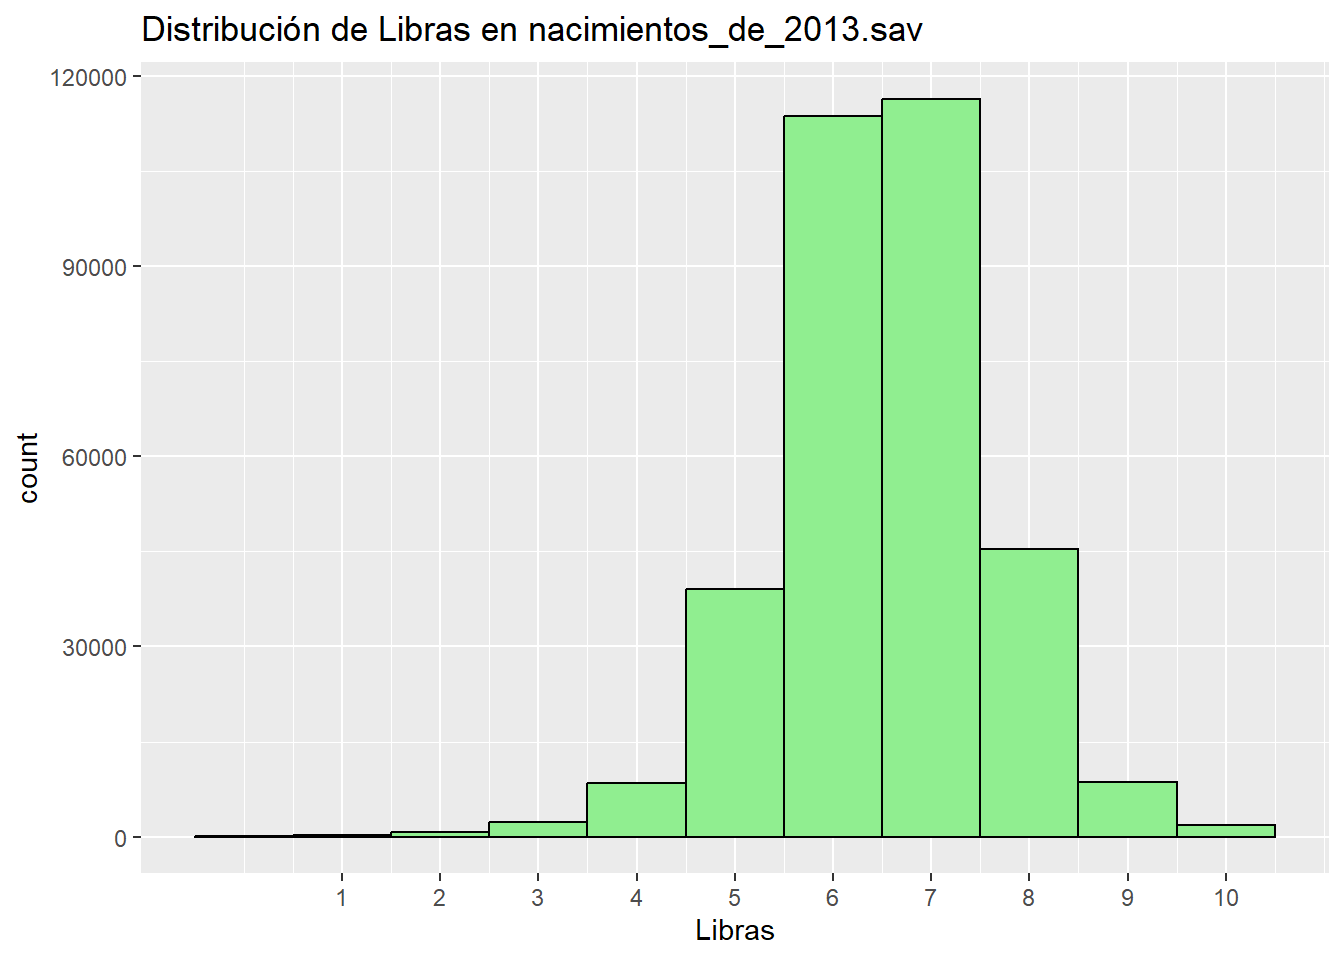 Distribución de Libras en nacimientos_de_2013.sav
120000
90000
60000
30000
0
count
1 2 3 4 5 6 7 8 9 10
Libras